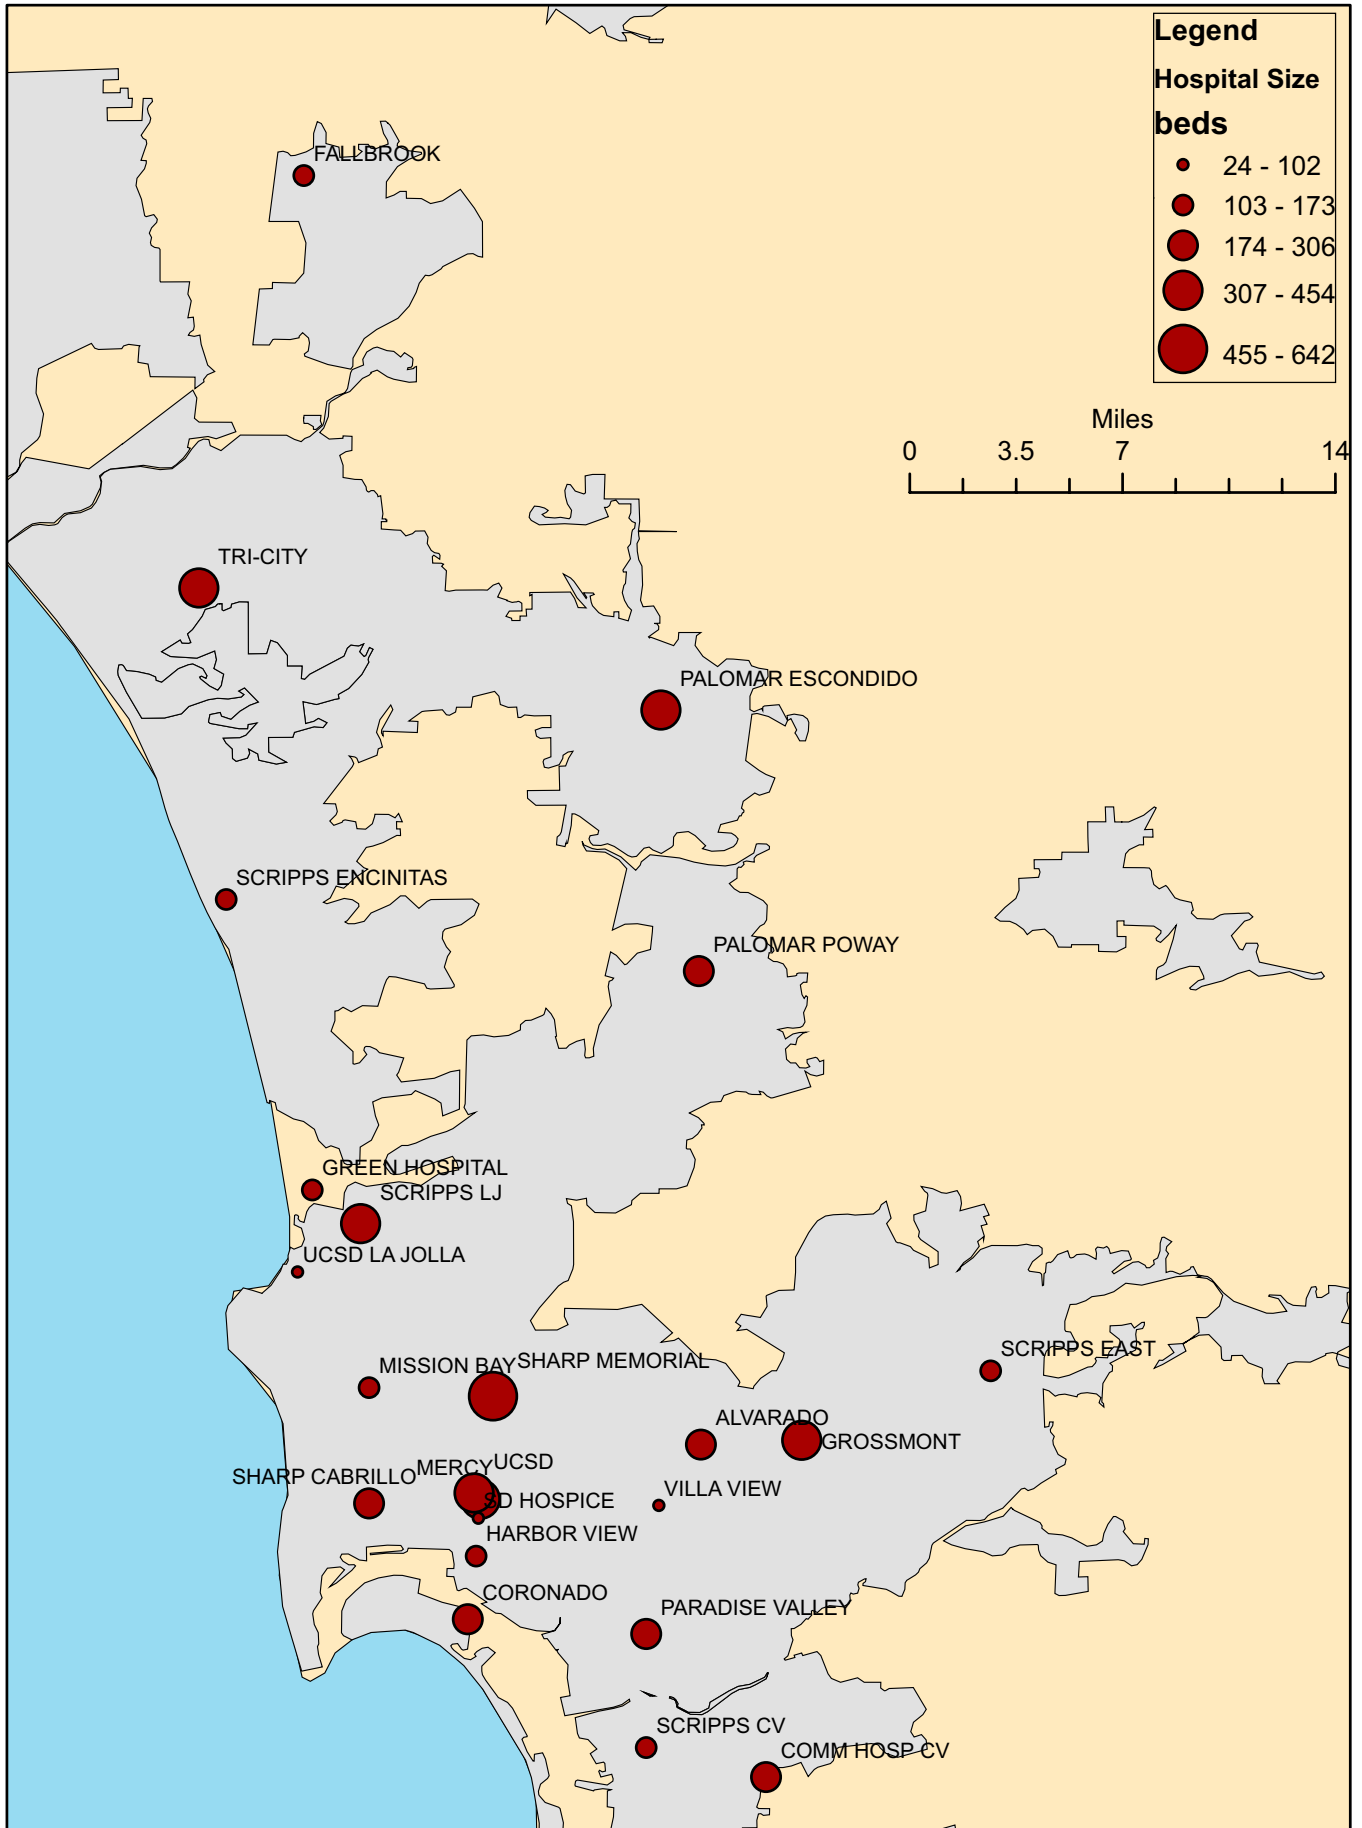 Legend
Hospital Size
beds
24 - 102
103 - 173
174 - 306
307 - 454
455 - 642
Miles
0 3.5 7 14
FALLBROOK
TRI-CITY
PALOMAR ESCONDIDO
SCRIPPS ENCINITAS
PALOMAR POWAY
GREEN HOSPITAL
SCRIPPS LJ
UCSD LA JOLLA
SCRIPPS EAST
MISSION BAY
SHARP MEMORIAL
ALVARADO
GROSSMONT
MERCY
UCSD
SHARP CABRILLO
VILLA VIEW
SD HOSPICE
HARBOR VIEW
CORONADO
PARADISE VALLEY
SCRIPPS CV
COMM HOSP CV